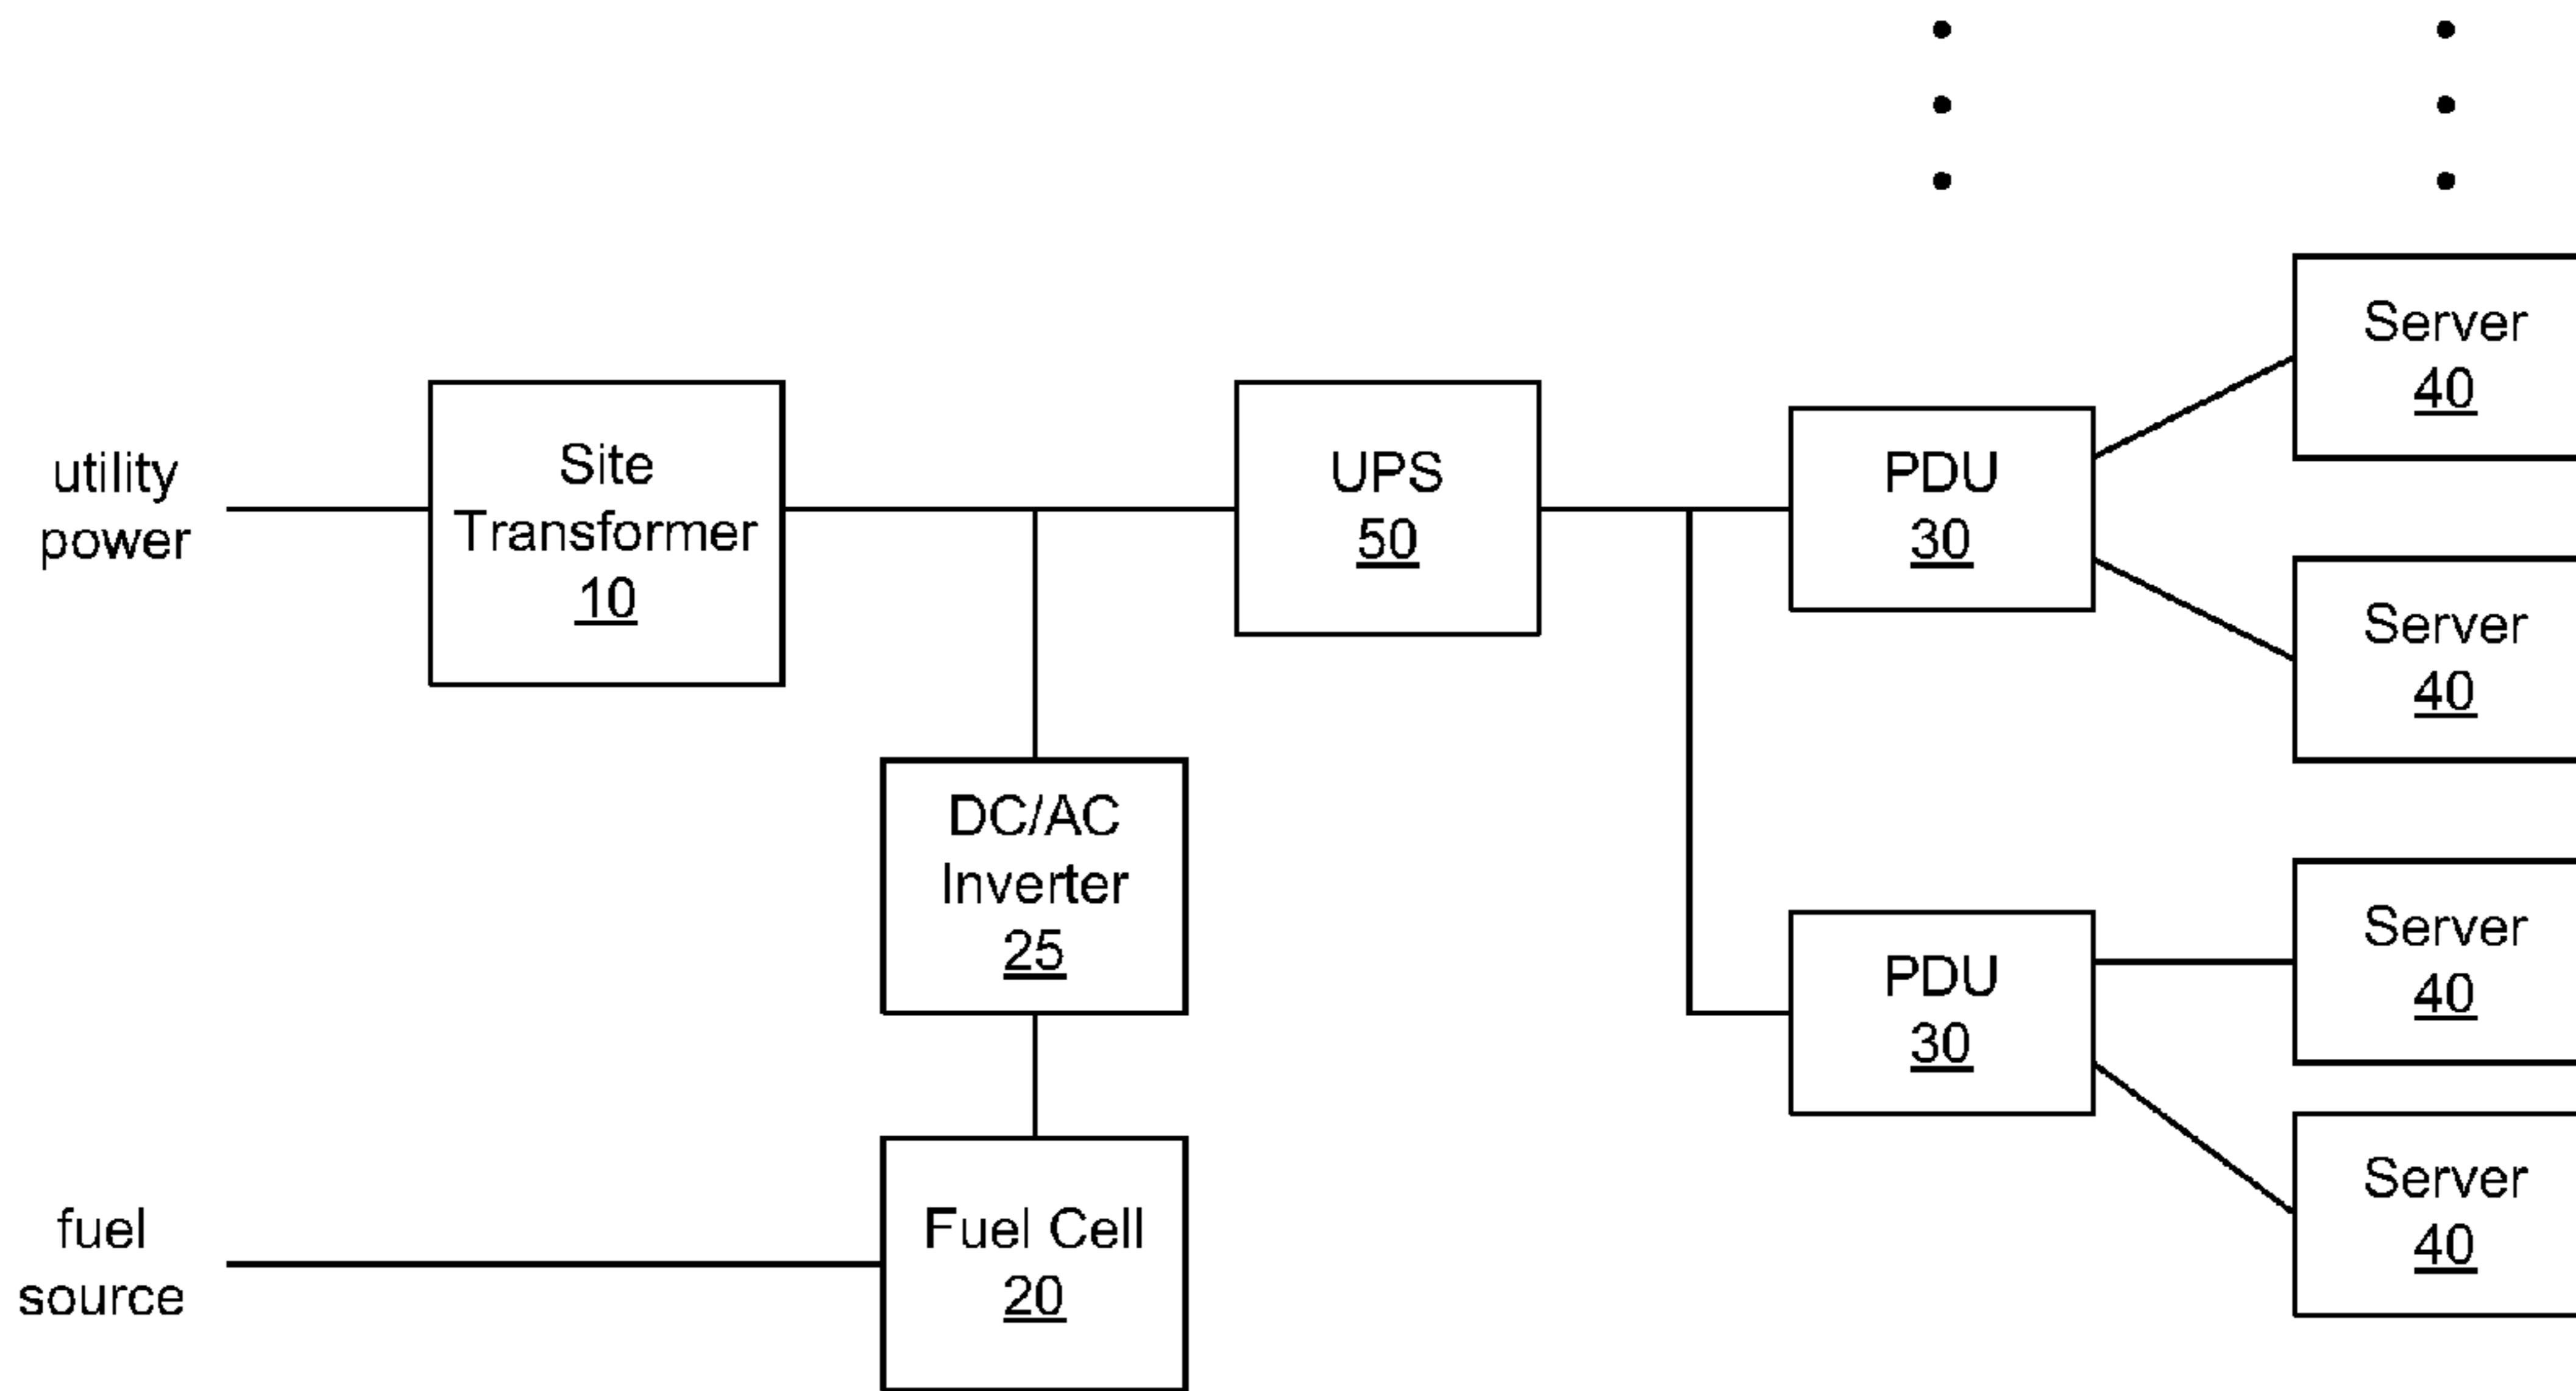 utility
power
Site
Transformer
10
UPS
50
PDU
30
Server
40
Server
40
DC/AC
Inverter
25
PDU
30
Server
40
Server
40
fuel
source
Fuel Cell
20